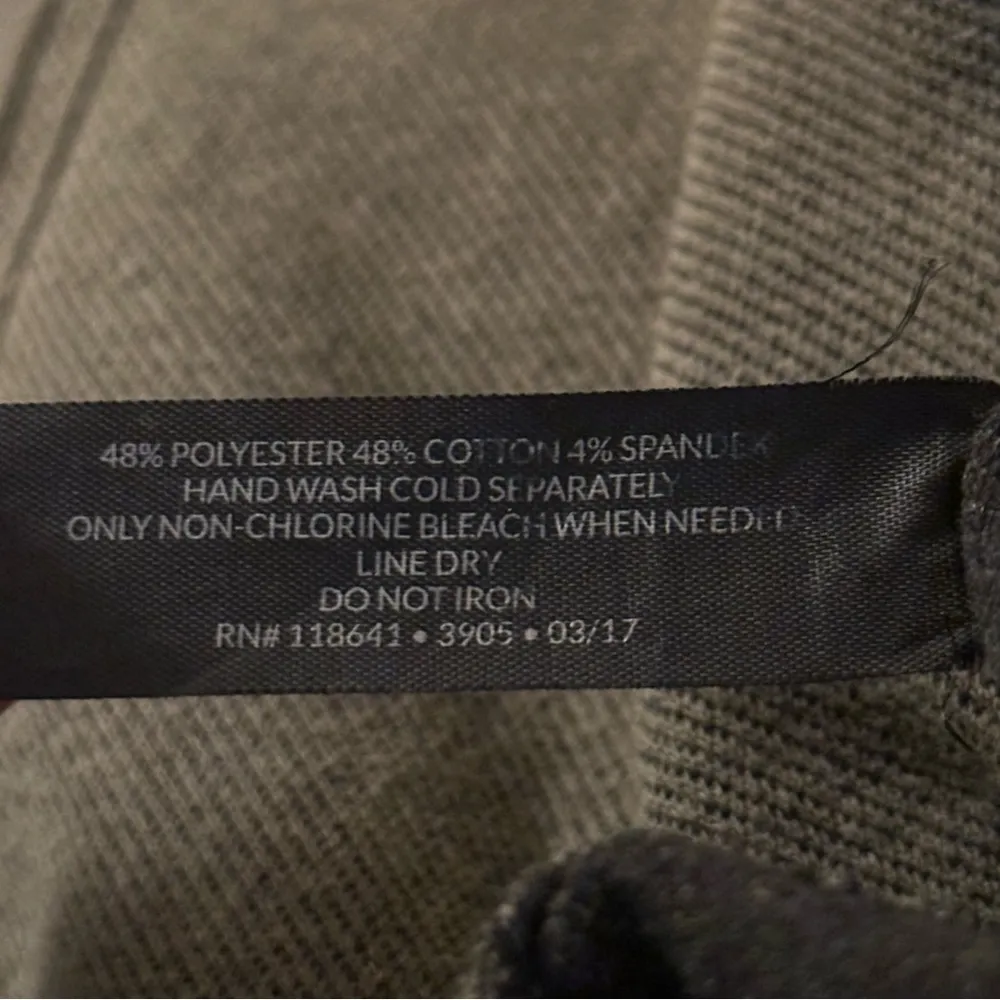 48% POLYESTER 48% COTTON 4% SPANDEX
HAND WASH COLD SEPARATELY
ONLY NON-CHLORINE BLEACH WHEN NEEDED
LINE DRY
DO NOT IRON
RN# 118641 • 3905 • 03/17